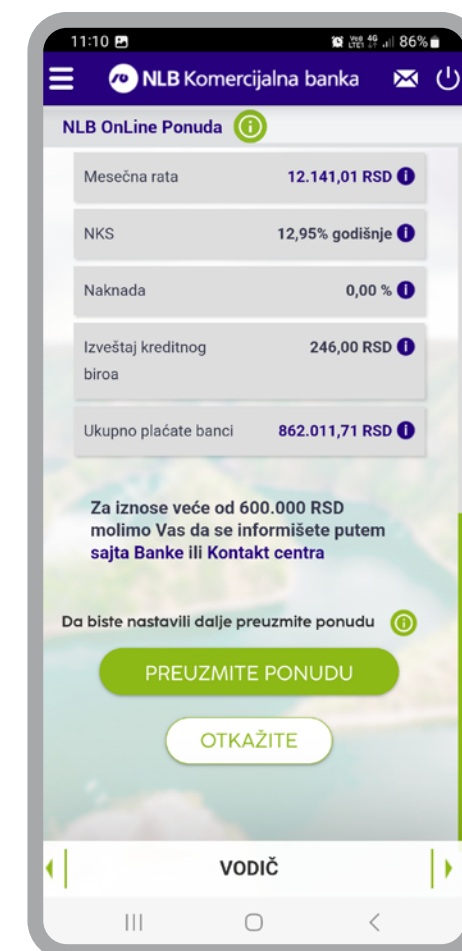 11:10 86%
NLB Komercijalna banka
NLB OnLine Ponuda
Mesečna rata 12.141,01 RSD
NKS 12,95% godišnje
Naknada 0,00 %
Izveštaj kreditnog 246,00 RSD
biroa
Ukupno plaćate banci 862.011,71 RSD
Za iznose veće od 600.000 RSD
molimo Vas da se informišete putem
sajta Banke ili Kontakt centra
Da biste nastavili dalje preuzmite ponudu
PREUZMITE PONUDU
OTKAŽITE
VODIČ